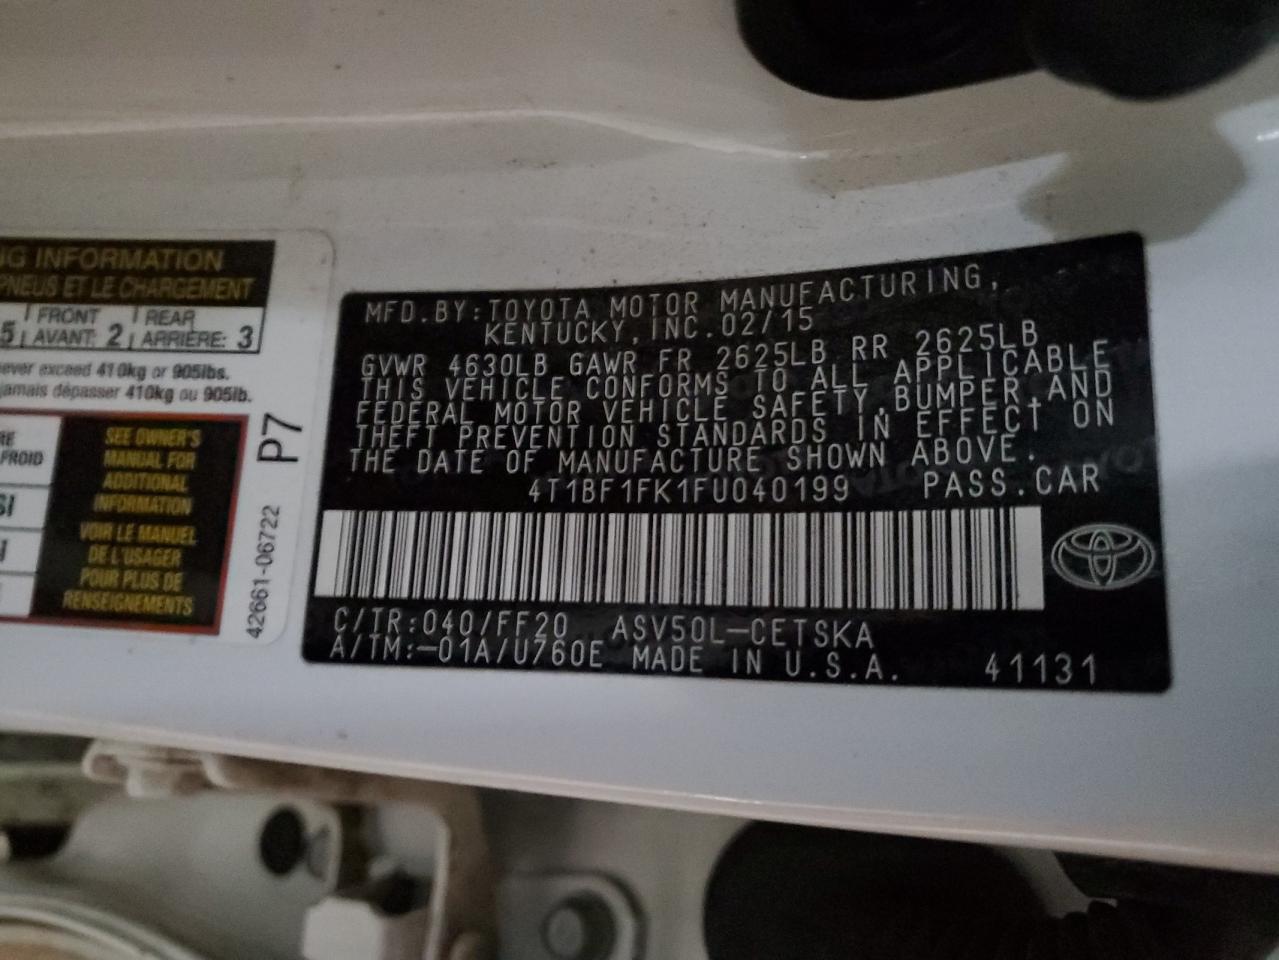 NG INFORMATION
PNEUS ET LE CHARGEMENT
5 FRONT REAR
AVANT: 2 ARRIÈRE: 3
never exceed 410kg or 905lbs.
jamais dépasser 410kg ou 905lb.
FROID
SEE OWNER'S
MANUAL FOR
ADDITIONAL
INFORMATION
VOIR LE MANUEL
DE L'USAGER
POUR PLUS DE
RENSEIGNEMENTS
P7
42661-06722
MFD.BY:TOYOTA MOTOR MANUFACTURING,
KENTUCKY,INC.02/15
GVWR 4630LB GAWR FR 2625LB RR 2625LB
THIS VEHICLE CONFORMS TO ALL APPLICABLE
FEDERAL MOTOR VEHICLE SAFETY,BUMPER,AND
THEFT PREVENTION STANDARDS IN EFFECT ON
THE DATE OF MANUFACTURE SHOWN ABOVE.
4T1BF1FK1FU040199 PASS.CAR
C/TR:040/FF20 ASV50L-CETSKA
A/TM:-01A/U760E MADE IN U.S.A. 41131